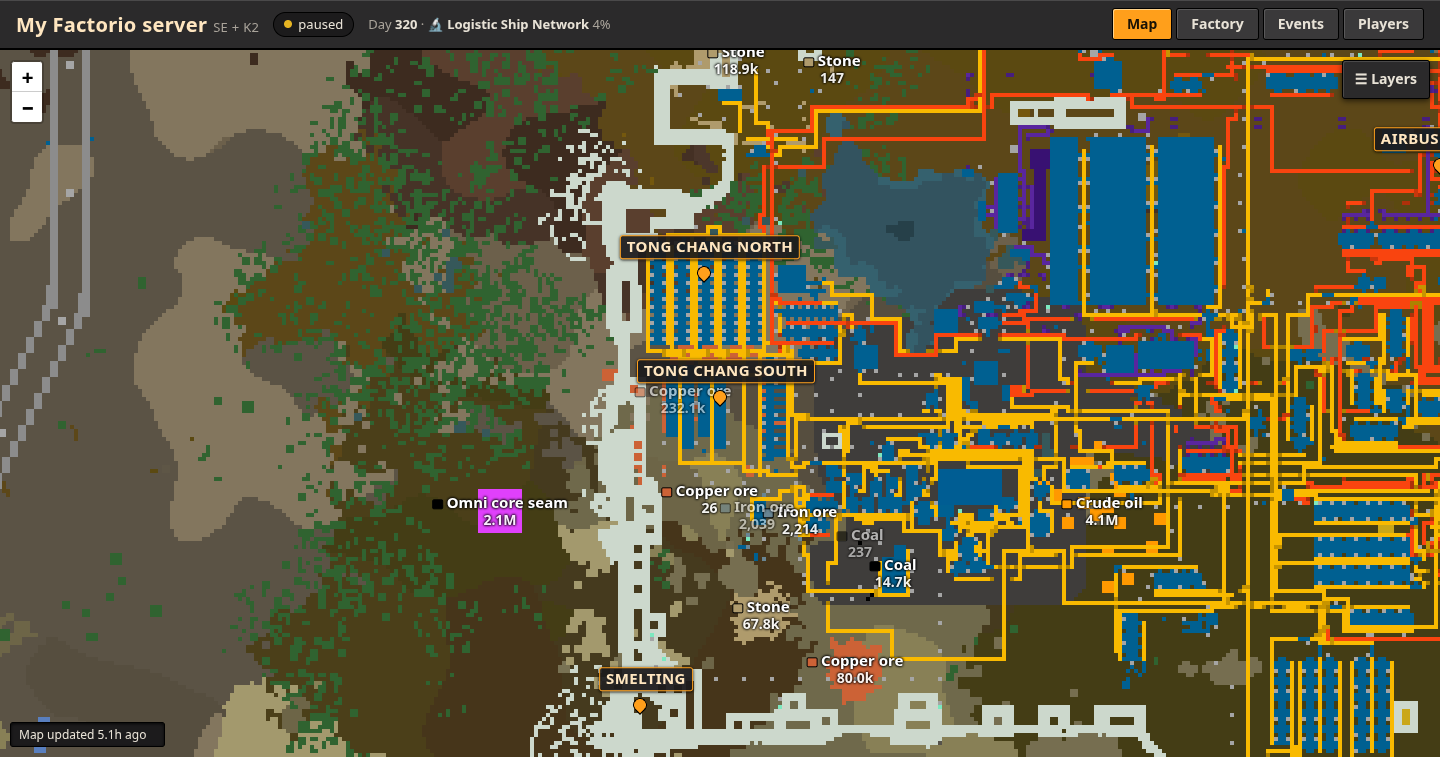 My Factorio server SE + K2 paused Day 320 · 🔬 Logistic Ship Network 4% Map Factory Events Players
+
−
☰ Layers
Stone
118.9k
Stone
147
AIRBUS
TONG CHANG NORTH
TONG CHANG SOUTH
Copper ore
232.1k
Omni core seam
2.1M
Copper ore
26
Iron ore
2,039
Iron ore
2,214
Crude oil
4.1M
Coal
237
Coal
14.7k
Stone
67.8k
Copper ore
80.0k
SMELTING
Map updated 5.1h ago